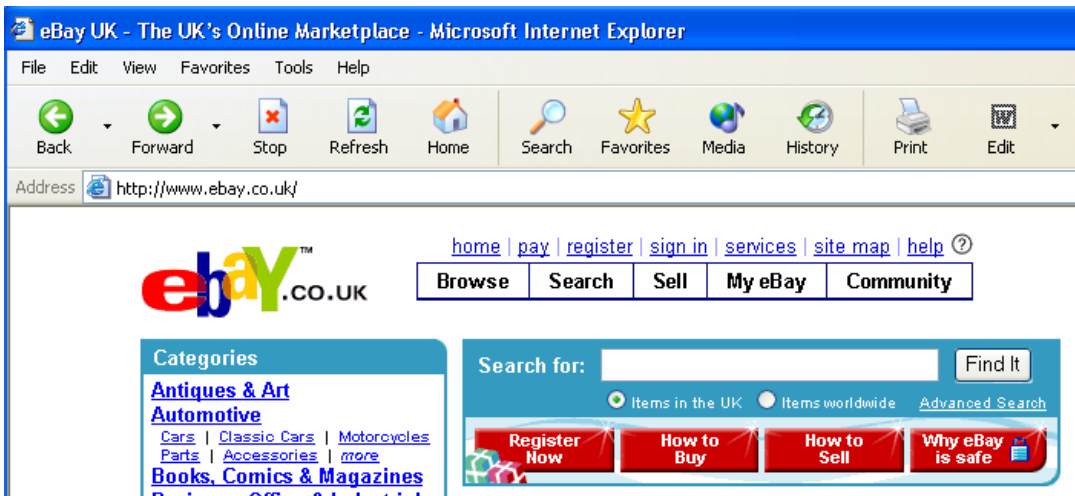 eBay UK - The UK's Online Marketplace - Microsoft Internet Explorer
File Edit View Favorites Tools Help
Back Forward Stop Refresh Home Search Favorites Media History Print Edit
Address http://www.ebay.co.uk/
ebay™.co.uk
home | pay | register | sign in | services | site map | help ?
Browse Search Sell My eBay Community
Categories
Antiques & Art
Automotive
Cars | Classic Cars | Motorcycles
Parts | Accessories | more
Books, Comics & Magazines
Search for: Find It
Items in the UK Items worldwide Advanced Search
Register Now
How to Buy
How to Sell
Why eBay is safe